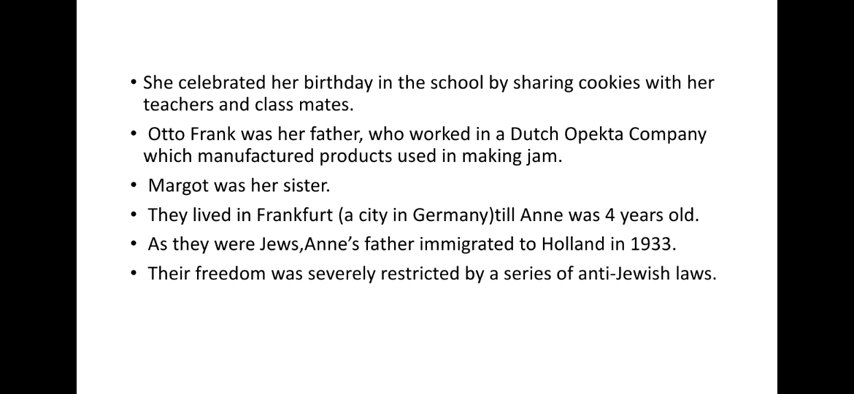 • She celebrated her birthday in the school by sharing cookies with her
teachers and class mates.
• Otto Frank was her father, who worked in a Dutch Opekta Company
which manufactured products used in making jam.
• Margot was her sister.
• They lived in Frankfurt (a city in Germany)till Anne was 4 years old.
• As they were Jews,Anne’s father immigrated to Holland in 1933.
• Their freedom was severely restricted by a series of anti-Jewish laws.